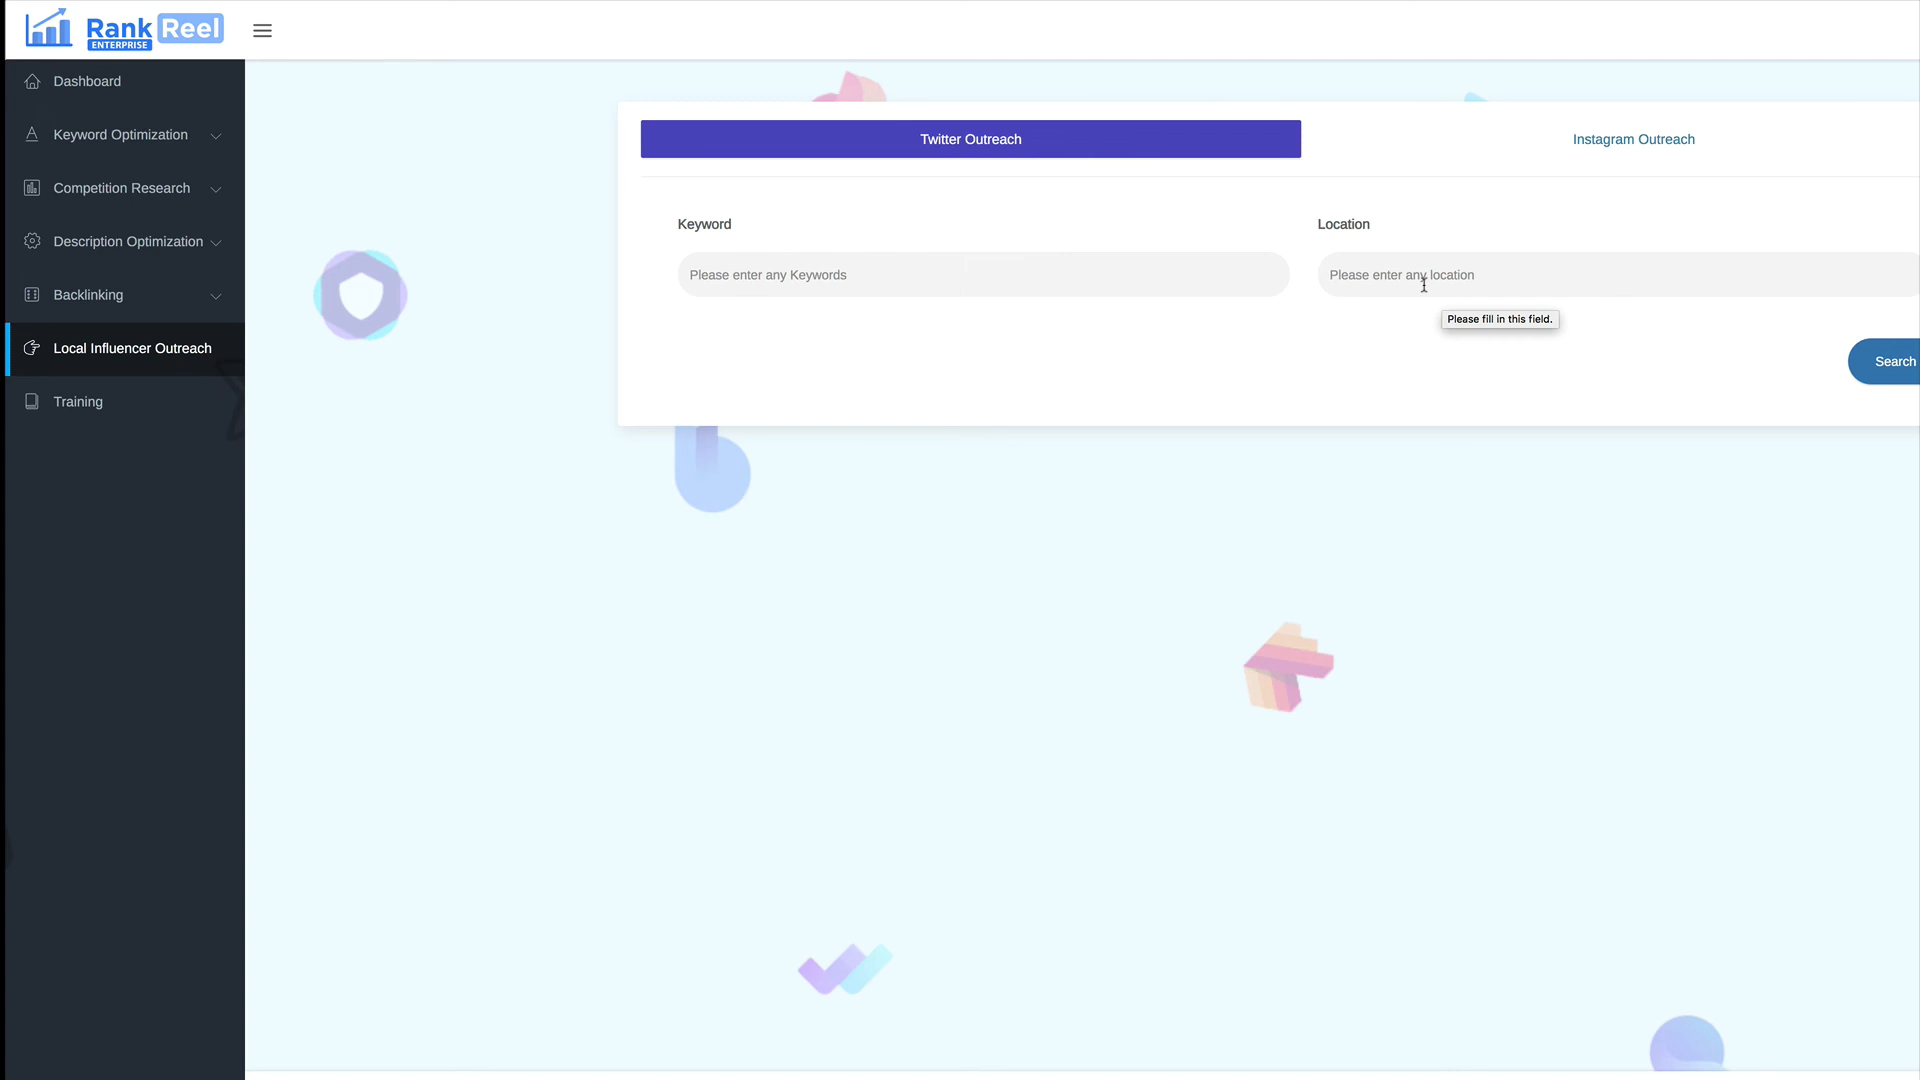 Rank Reel
ENTERPRISE
Dashboard
Keyword Optimization
Competition Research
Description Optimization
Backlinking
Local Influencer Outreach
Training
Twitter Outreach
Instagram Outreach
Keyword
Location
Please enter any Keywords
Please enter any location
Please fill in this field.
Search